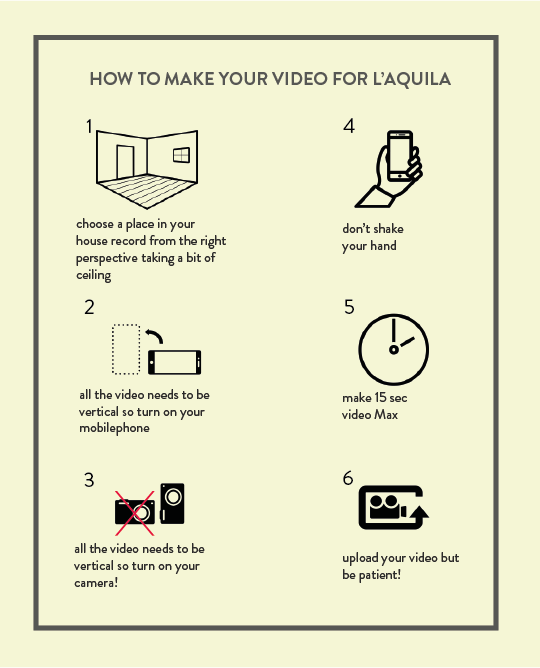 HOW TO MAKE YOUR VIDEO FOR L'AQUILA
1
choose a place in your
house record from the right
perspective taking a bit of
ceiling
2
all the video needs to be
vertical so turn on your
mobilephone
3
all the video needs to be
vertical so turn on your
camera!
4
don't shake
your hand
5
make 15 sec
video Max
6
upload your video but
be patient!